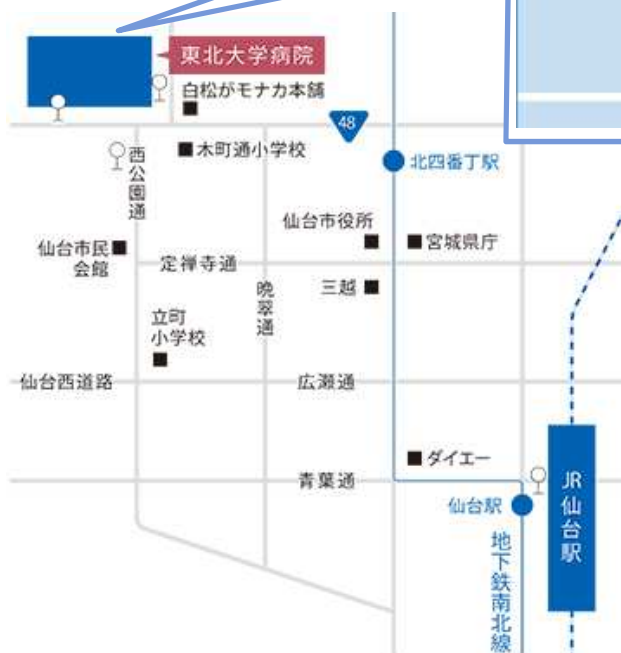 東北大学病院
白松がモナカ本舗
48
木町通小学校
西公園通
北四番丁駅
仙台市役所
宮城県庁
仙台市民
会館
定禅寺通
三越
晩翠通
立町
小学校
仙台西道路
広瀬通
ダイエー
青葉通
仙台駅
JR仙台駅
地下鉄南北線